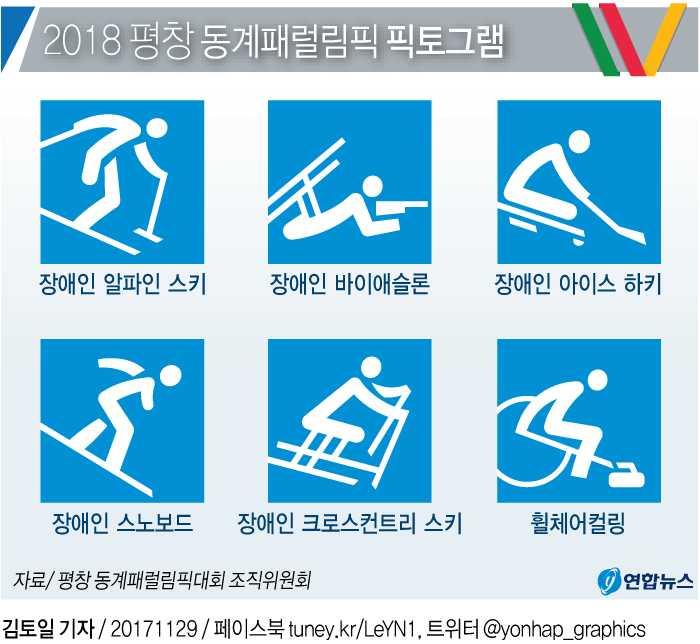 2018 평창 동계패럴림픽 픽토그램
장애인 알파인 스키
장애인 바이애슬론
장애인 아이스 하키
장애인 스노보드
장애인 크로스컨트리 스키
휠체어컬링
자료/ 평창 동계패럴림픽대회 조직위원회
연합뉴스
김토일 기자 / 20171129 / 페이스북 tuney.kr/LeYN1, 트위터 @yonhap_graphics